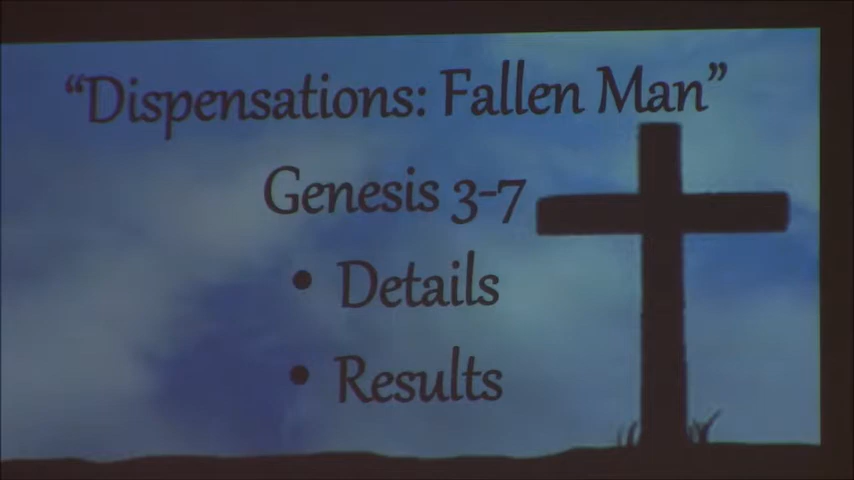 “Dispensations: Fallen Man”
Genesis 3-7
• Details
• Results